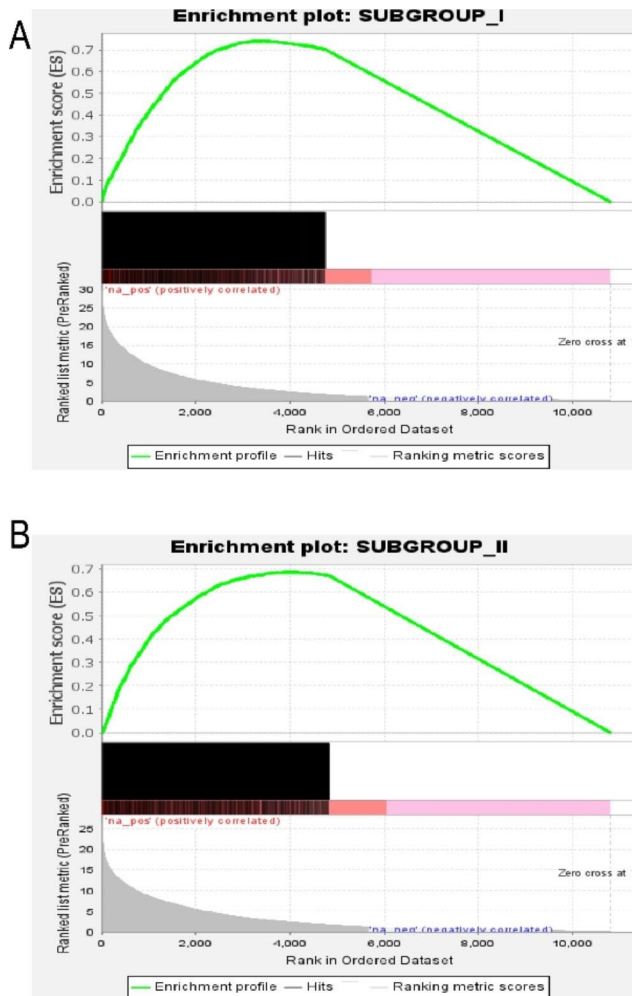 A
Enrichment plot: SUBGROUP_I
Enrichment score (ES)
0.7
0.6
0.5
0.4
0.3
0.2
0.1
0.0
'na_pos' (positively correlated)
Ranked list metric (PreRanked)
30
25
20
15
10
5
0
Zero cross at
'na_neg' (negatively correlated)
0 2,000 4,000 6,000 8,000 10,000
Rank in Ordered Dataset
Enrichment profile Hits Ranking metric scores
B
Enrichment plot: SUBGROUP_II
Enrichment score (ES)
0.7
0.6
0.5
0.4
0.3
0.2
0.1
0.0
'na_pos' (positively correlated)
Ranked list metric (PreRanked)
25
20
15
10
5
0
Zero cross at
'na_neg' (negatively correlated)
0 2,000 4,000 6,000 8,000 10,000
Rank in Ordered Dataset
Enrichment profile Hits Ranking metric scores